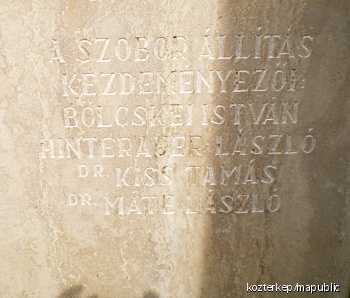 A SZOBOR ÁLLÍTÁS
KEZDEMÉNYEZŐI:
BÖLCSKEI ISTVÁN
HINTERAUER LÁSZLÓ
DR. KISS TAMÁS
DR. MÁTÉ LÁSZLÓ
kozterkep/mapublic